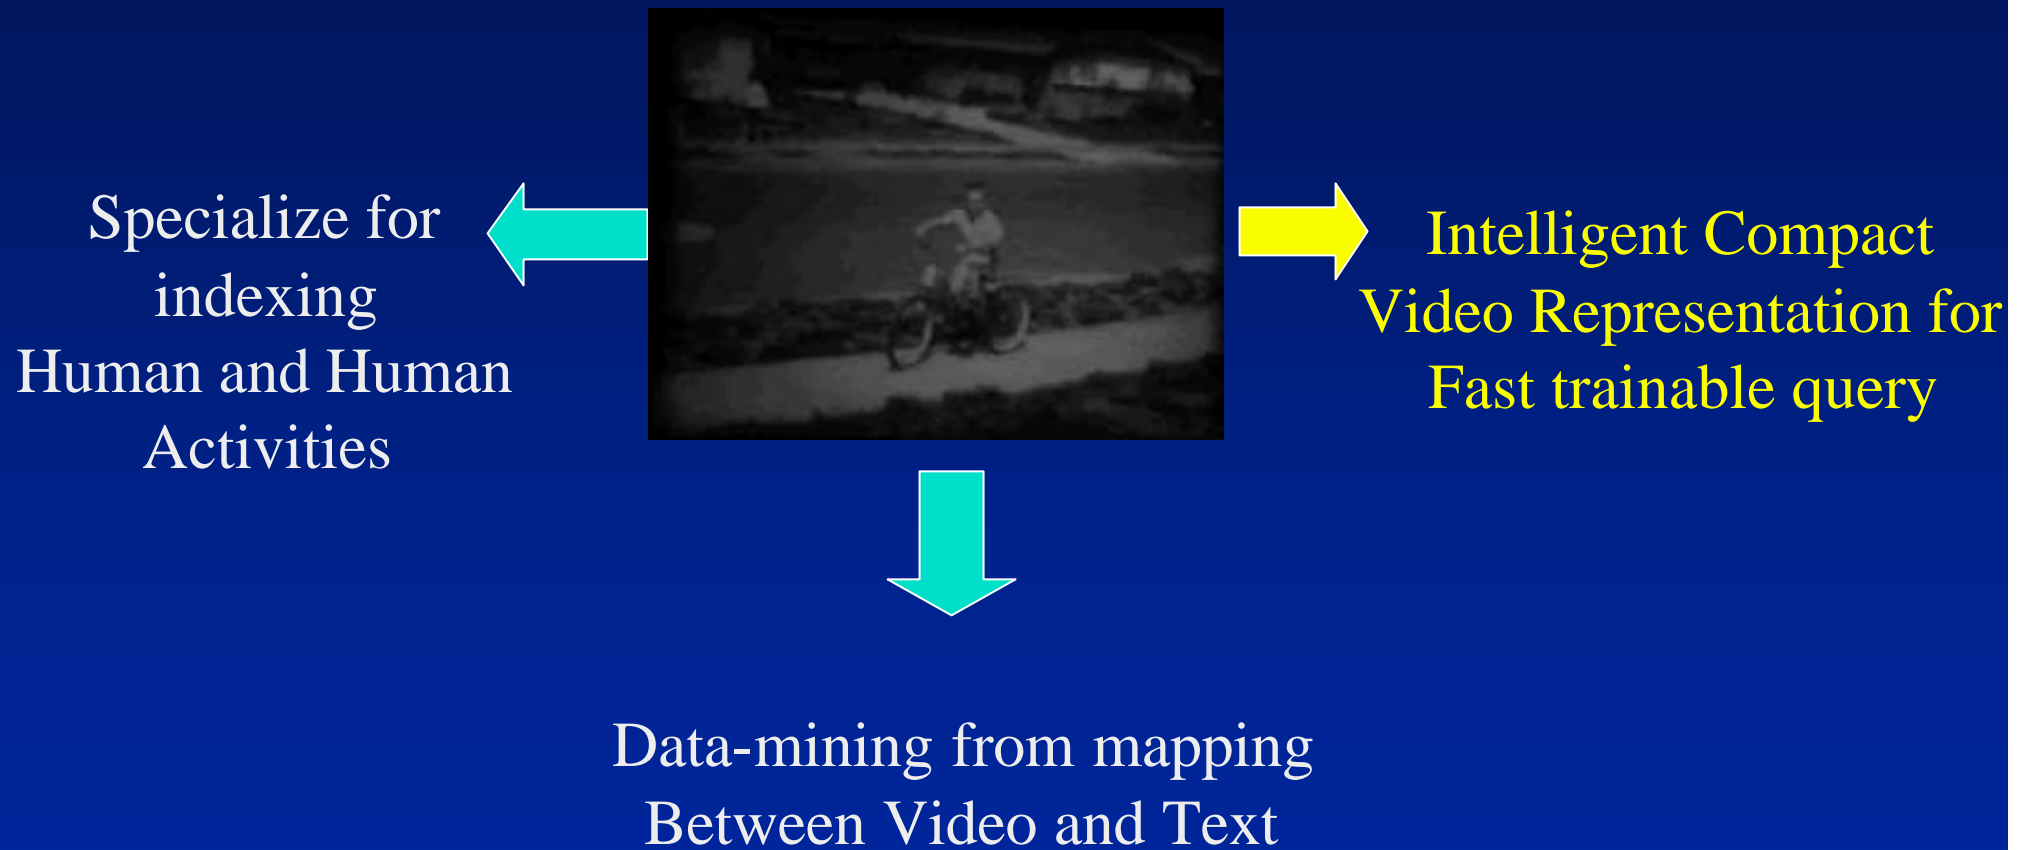 Specialize for
indexing
Human and Human
Activities
Intelligent Compact
Video Representation for
Fast trainable query
Data-mining from mapping
Between Video and Text